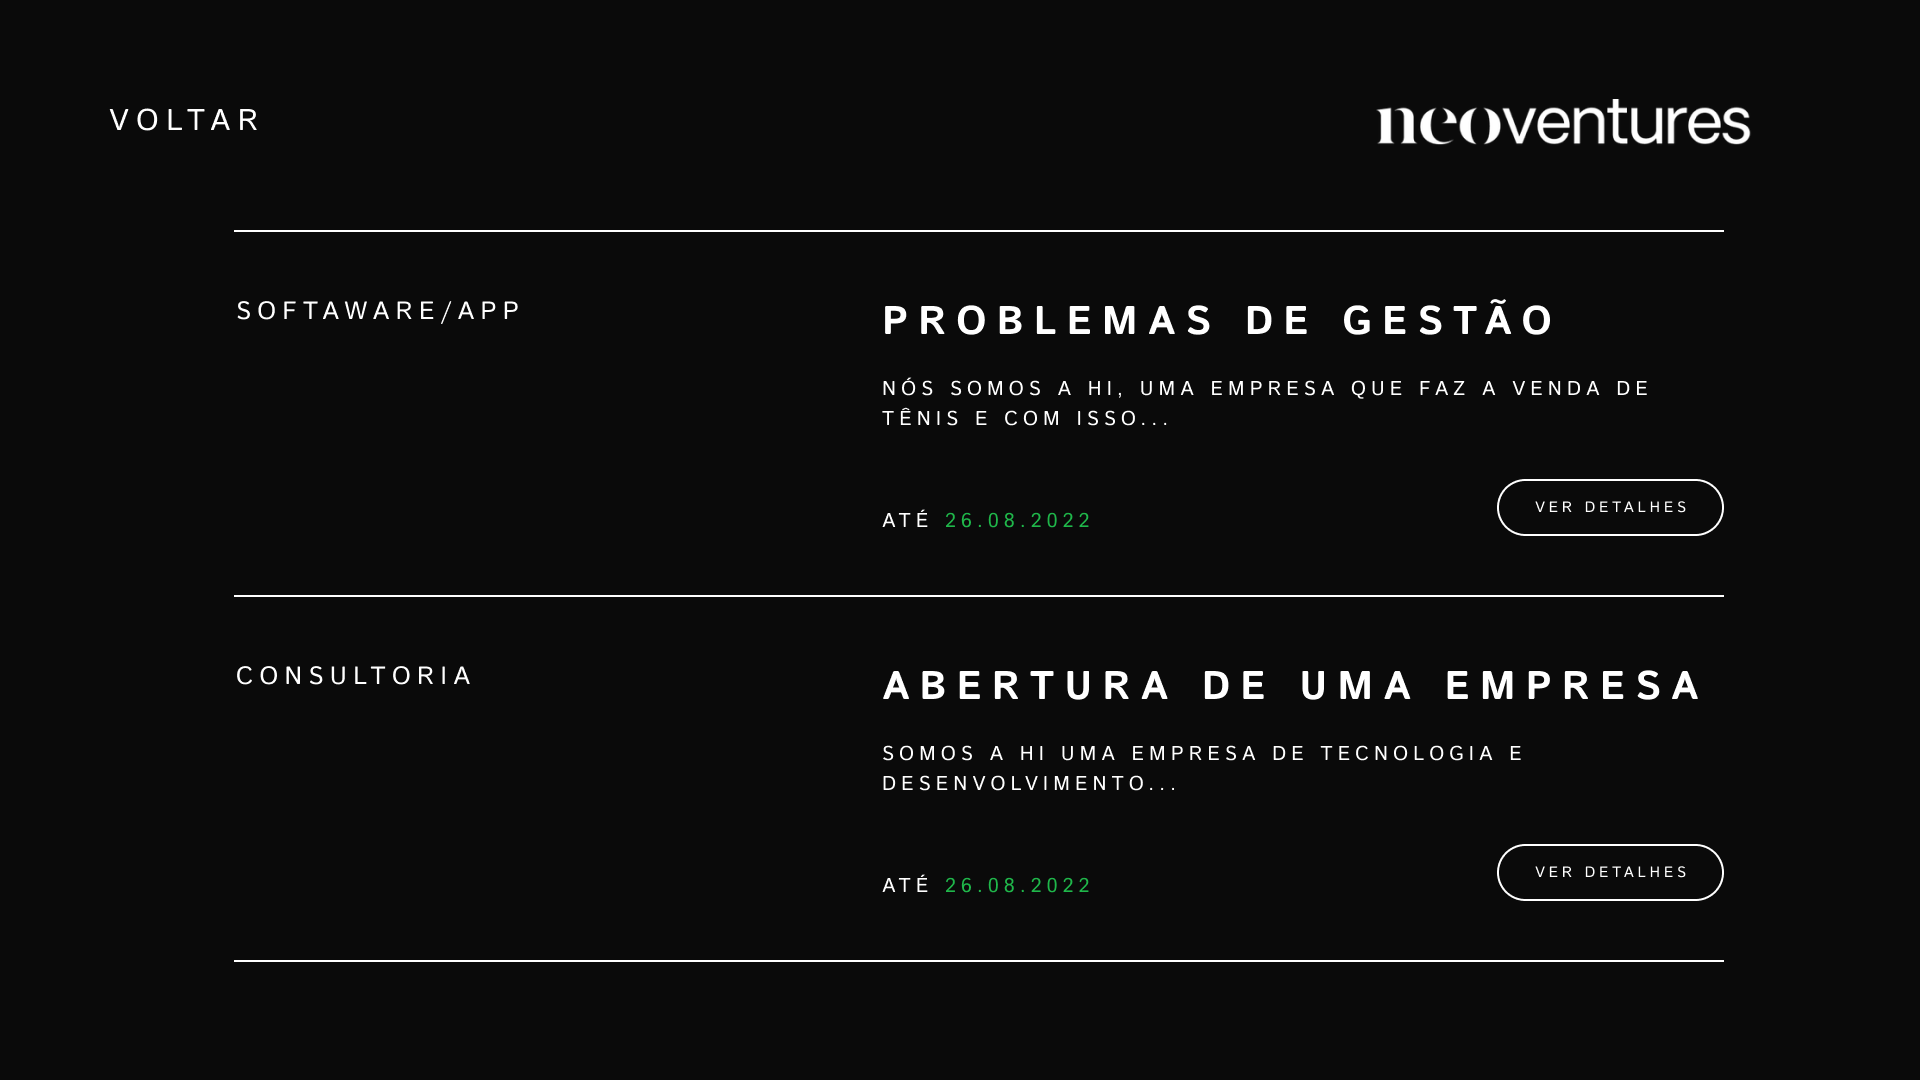 VOLTAR
neoventures
SOFTAWARE/APP
PROBLEMAS DE GESTÃO
NÓS SOMOS A HI, UMA EMPRESA QUE FAZ A VENDA DE
TÊNIS E COM ISSO...
ATÉ 26.08.2022
VER DETALHES
CONSULTORIA
ABERTURA DE UMA EMPRESA
SOMOS A HI UMA EMPRESA DE TECNOLOGIA E
DESENVOLVIMENTO...
ATÉ 26.08.2022
VER DETALHES